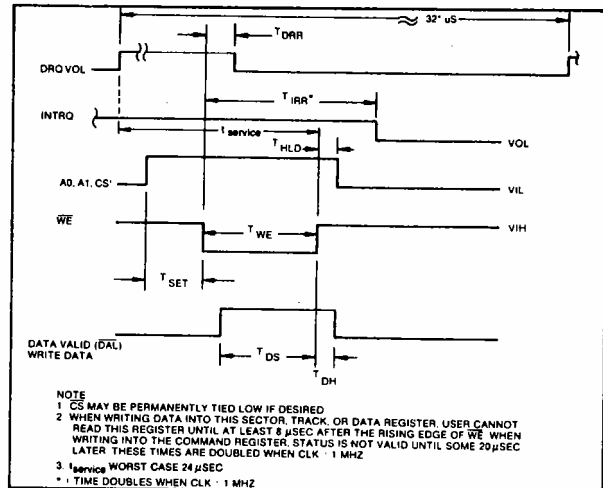 32* uS
TDRR
DRQ VOL
TIRR*
INTRQ
tservice
VOL
THLD
A0, A1, CS'
VIL
WE
TWE
VIH
TSET
DATA VALID (DAL)
WRITE DATA
TDS
TDH
NOTE
1 CS MAY BE PERMANENTLY TIED LOW IF DESIRED
2 WHEN WRITING DATA INTO THIS SECTOR, TRACK, OR DATA REGISTER, USER CANNOT
READ THIS REGISTER UNTIL AT LEAST 8 µSEC AFTER THE RISING EDGE OF WE WHEN
WRITING INTO THE COMMAND REGISTER, STATUS IS NOT VALID UNTIL SOME 20 µSEC
LATER THESE TIMES ARE DOUBLED WHEN CLK 1 MHZ
3. tservice WORST CASE 24 µSEC
* TIME DOUBLES WHEN CLK 1 MHZ